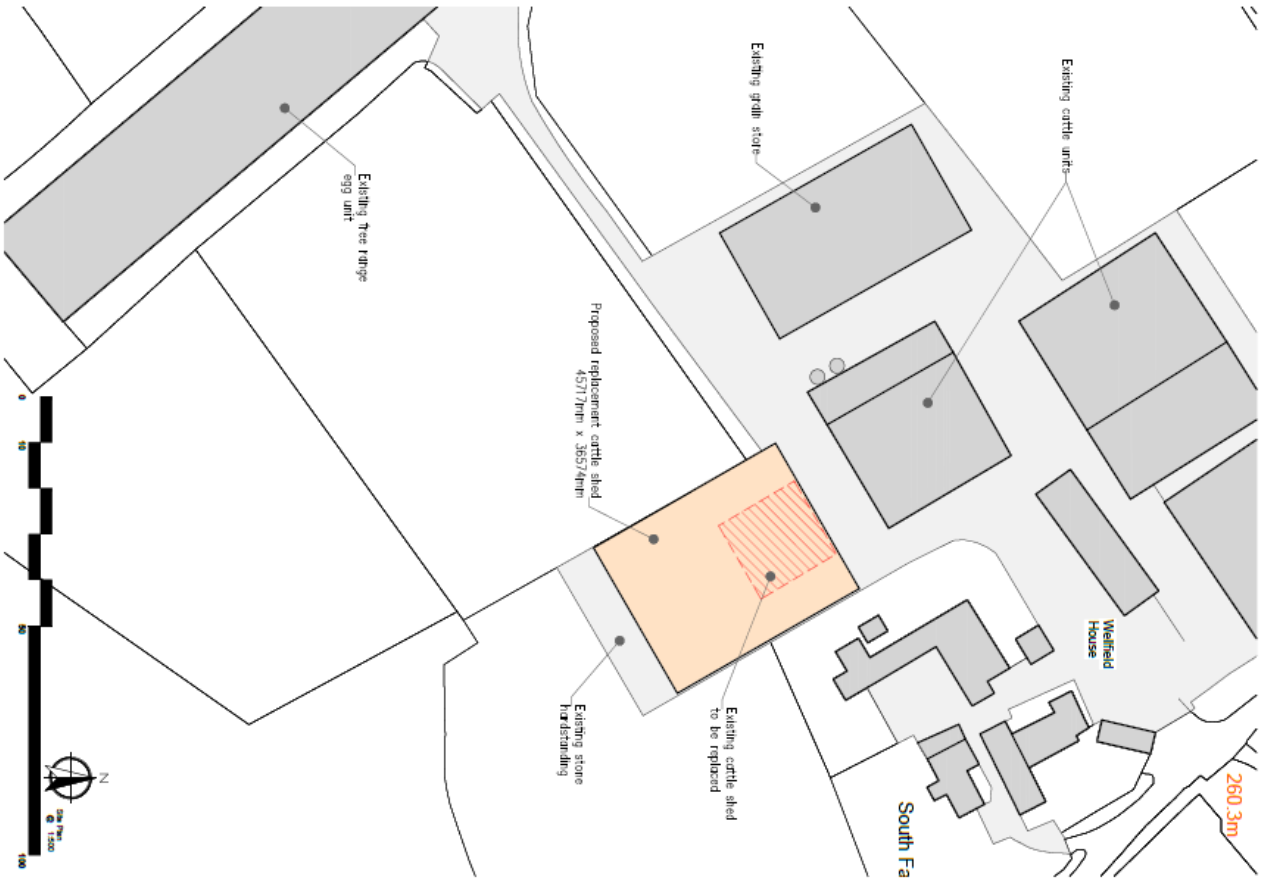 Existing cattle units
Existing grain store
Existing free range
egg unit
Proposed replacement cattle shed
45717mm x 36574mm
Wellfield
House
Existing cattle shed
to be replaced
Existing stone
hardstanding
South Fa
260.3m
0
10
50
100
N
Site Plan
@ 1:500